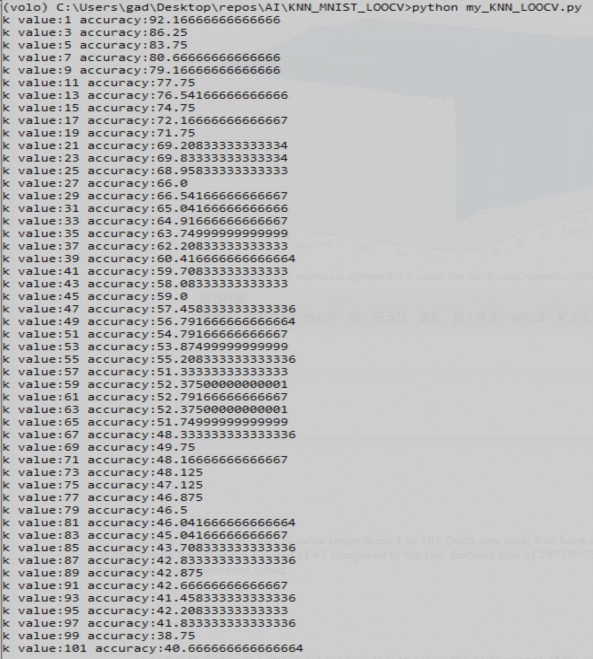 (volo) C:\Users\gad\Desktop\repos\AI\KNN_MNIST_LOOCV>python my_KNN_LOOCV.py
k value:1 accuracy:92.16666666666666
k value:3 accuracy:86.25
k value:5 accuracy:83.75
k value:7 accuracy:80.66666666666666
k value:9 accuracy:79.16666666666666
k value:11 accuracy:77.75
k value:13 accuracy:76.54166666666666
k value:15 accuracy:74.75
k value:17 accuracy:72.16666666666667
k value:19 accuracy:71.75
k value:21 accuracy:69.20833333333334
k value:23 accuracy:69.83333333333334
k value:25 accuracy:68.95833333333333
k value:27 accuracy:66.0
k value:29 accuracy:66.54166666666667
k value:31 accuracy:65.04166666666666
k value:33 accuracy:64.91666666666667
k value:35 accuracy:63.74999999999999
k value:37 accuracy:62.20833333333333
k value:39 accuracy:60.416666666666664
k value:41 accuracy:59.70833333333333
k value:43 accuracy:58.08333333333333
k value:45 accuracy:59.0
k value:47 accuracy:57.458333333333336
k value:49 accuracy:56.791666666666664
k value:51 accuracy:54.79166666666667
k value:53 accuracy:53.87499999999999
k value:55 accuracy:55.208333333333336
k value:57 accuracy:51.33333333333333
k value:59 accuracy:52.37500000000001
k value:61 accuracy:52.79166666666667
k value:63 accuracy:52.37500000000001
k value:65 accuracy:51.74999999999999
k value:67 accuracy:48.333333333333336
k value:69 accuracy:49.75
k value:71 accuracy:48.16666666666667
k value:73 accuracy:48.125
k value:75 accuracy:47.125
k value:77 accuracy:46.875
k value:79 accuracy:46.5
k value:81 accuracy:46.041666666666664
k value:83 accuracy:45.04166666666667
k value:85 accuracy:43.708333333333336
k value:87 accuracy:42.833333333333336
k value:89 accuracy:42.875
k value:91 accuracy:42.66666666666667
k value:93 accuracy:41.458333333333336
k value:95 accuracy:42.20833333333333
k value:97 accuracy:41.833333333333336
k value:99 accuracy:38.75
k value:101 accuracy:40.666666666666664